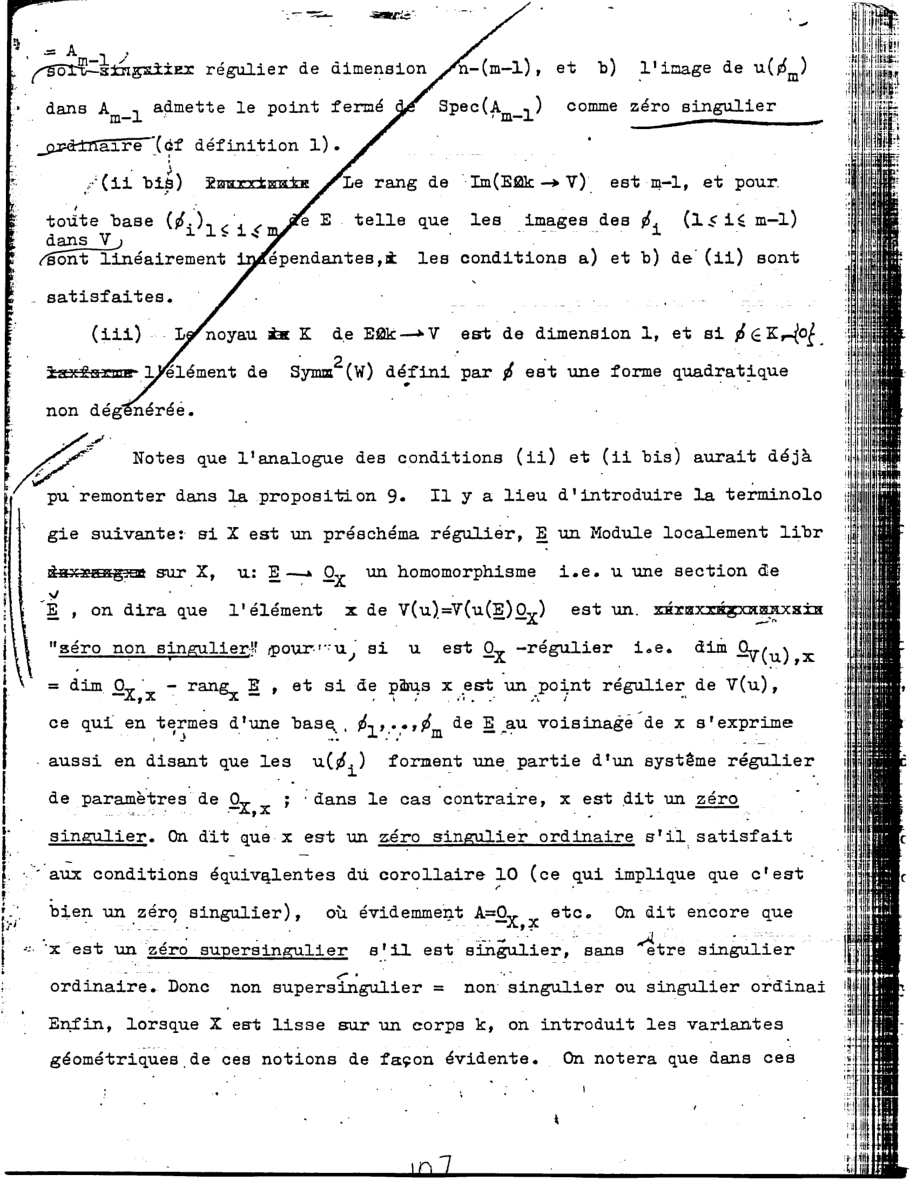 = A_{m-1}
soit régulier de dimension n-(m-1), et b) l'image de u(ϕ_m)
dans A_{m-1} admette le point fermé de Spec(A_{m-1}) comme zéro singulier
ordinaire (cf définition 1).
(ii bis) Le rang de Im(E⊗k → V) est m-1, et pour
toute base (ϕ_i)_{1≤i≤m} de E telle que les images des ϕ_i (1≤i≤ m-1)
dans V
sont linéairement indépendantes, les conditions a) et b) de (ii) sont
satisfaites.
(iii) Le noyau K de E⊗k → V est de dimension 1, et si ϕ ∈ K-{0}
l'élément de Symm²(W) défini par ϕ est une forme quadratique
non dégénérée.
Notes que l'analogue des conditions (ii) et (ii bis) aurait déjà
pu remonter dans la proposition 9. Il y a lieu d'introduire la terminolo
gie suivante: si X est un préschéma régulier, E un Module localement libr
sur X, u: E → O_X un homomorphisme i.e. u une section de
Ě , on dira que l'élément x de V(u)=V(u(E)O_X) est un
"zéro non singulier" pour u, si u est O_X -régulier i.e. dim O_{V(u),x}
= dim O_{X,x} - rang_x E , et si de plus x est un point régulier de V(u),
ce qui en termes d'une base ϕ_1,..,ϕ_m de E au voisinage de x s'exprime
aussi en disant que les u(ϕ_i) forment une partie d'un système régulier
de paramètres de O_{X,x} ; dans le cas contraire, x est dit un zéro
singulier. On dit que x est un zéro singulier ordinaire s'il satisfait
aux conditions équivalentes du corollaire 10 (ce qui implique que c'est
bien un zéro singulier), où évidemment A=O_{X,x} etc. On dit encore que
x est un zéro supersingulier s'il est singulier, sans être singulier
ordinaire. Donc non supersingulier = non singulier ou singulier ordinai
Enfin, lorsque X est lisse sur un corps k, on introduit les variantes
géométriques de ces notions de façon évidente. On notera que dans ces
107